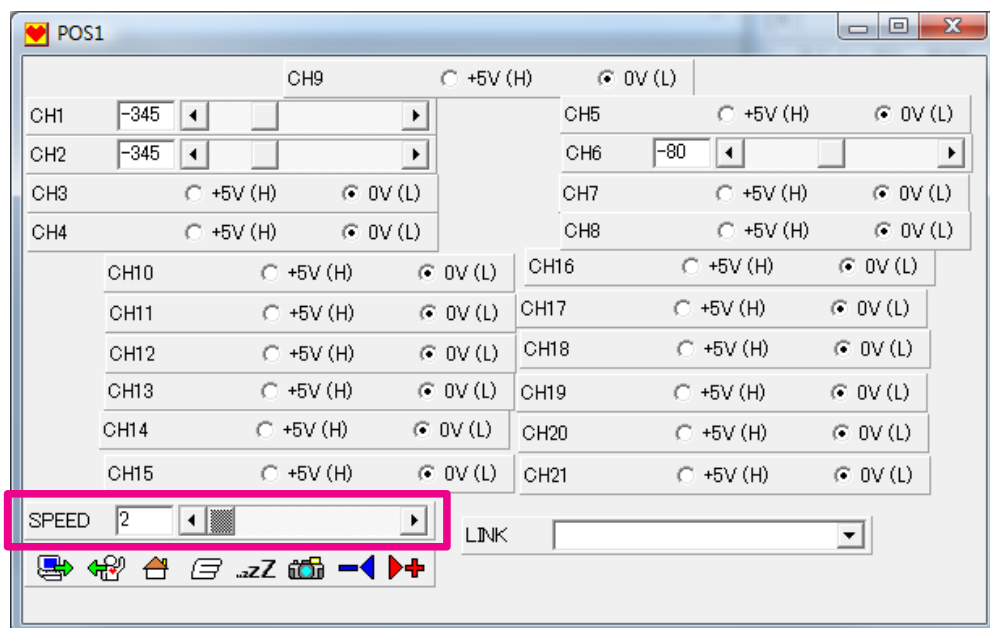 POS1
CH9 +5V (H) 0V (L)
CH1 -345
CH5 +5V (H) 0V (L)
CH2 -345
CH6 -80
CH3 +5V (H) 0V (L)
CH7 +5V (H) 0V (L)
CH4 +5V (H) 0V (L)
CH8 +5V (H) 0V (L)
CH10 +5V (H) 0V (L)
CH16 +5V (H) 0V (L)
CH11 +5V (H) 0V (L)
CH17 +5V (H) 0V (L)
CH12 +5V (H) 0V (L)
CH18 +5V (H) 0V (L)
CH13 +5V (H) 0V (L)
CH19 +5V (H) 0V (L)
CH14 +5V (H) 0V (L)
CH20 +5V (H) 0V (L)
CH15 +5V (H) 0V (L)
CH21 +5V (H) 0V (L)
SPEED 2
LINK
..zzZ